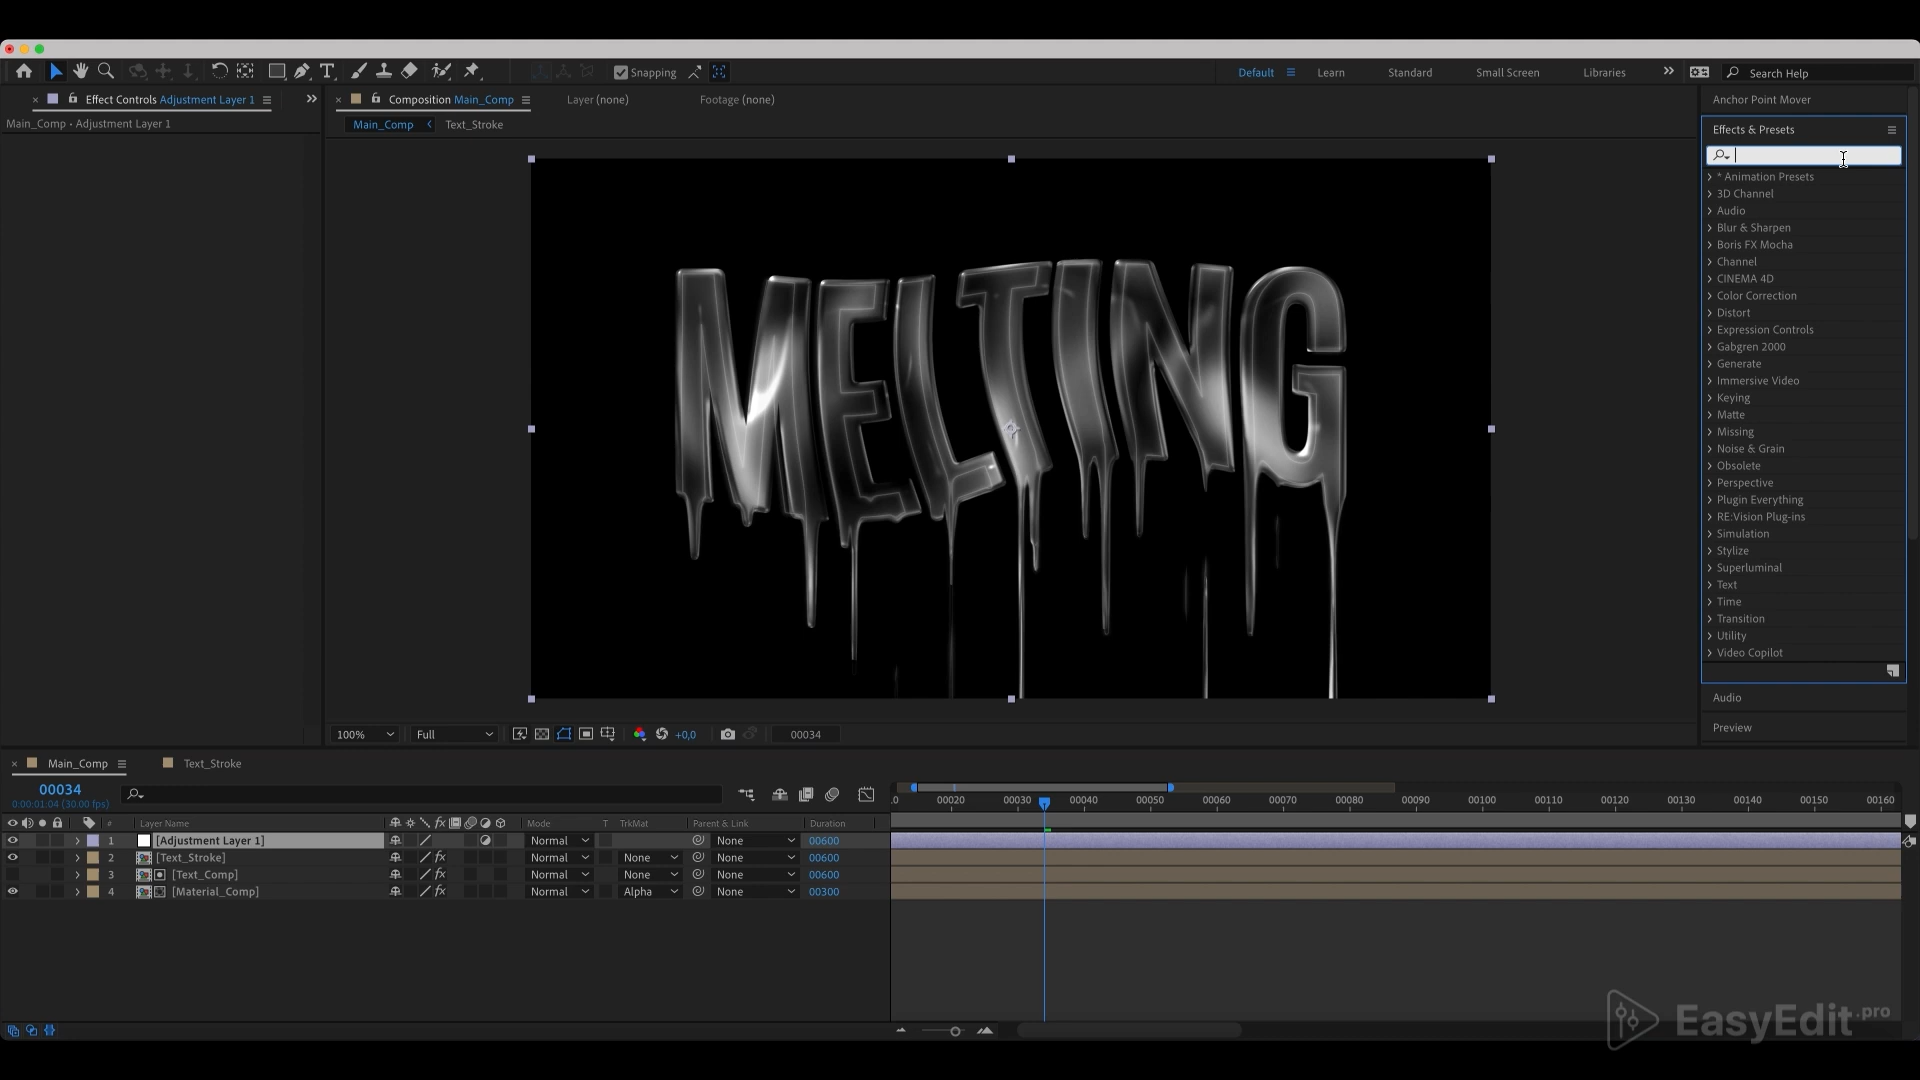 Snapping
Default
Learn
Standard
Small Screen
Libraries
Search Help
Effect Controls Adjustment Layer 1
Composition Main_Comp
Layer (none)
Footage (none)
Anchor Point Mover
Main_Comp - Adjustment Layer 1
Main_Comp
Text_Stroke
Effects & Presets
* Animation Presets
3D Channel
Audio
Blur & Sharpen
Boris FX Mocha
Channel
CINEMA 4D
Color Correction
Distort
Expression Controls
Gabgren 2000
Generate
Immersive Video
Keying
Matte
Missing
Noise & Grain
Obsolete
Perspective
Plugin Everything
RE:Vision Plug-ins
Simulation
Stylize
Superluminal
Text
Time
Transition
Utility
Video Copilot
Audio
Preview
MELTING
100%
Full
+0,0
00034
Main_Comp
Text_Stroke
00034
0:00:01:04 (30.00 fps)
.0 00020 00030 00040 00050 00060 00070 00080 00090 00100 00110 00120 00130 00140 00150 00160
# Layer Name fx Mode T TrkMat Parent & Link Duration
1 [Adjustment Layer 1] Normal None 00600
2 [Text_Stroke] fx Normal None None 00600
3 [Text_Comp] fx Normal None None 00600
4 [Material_Comp] fx Normal Alpha None 00300
EasyEdit.pro